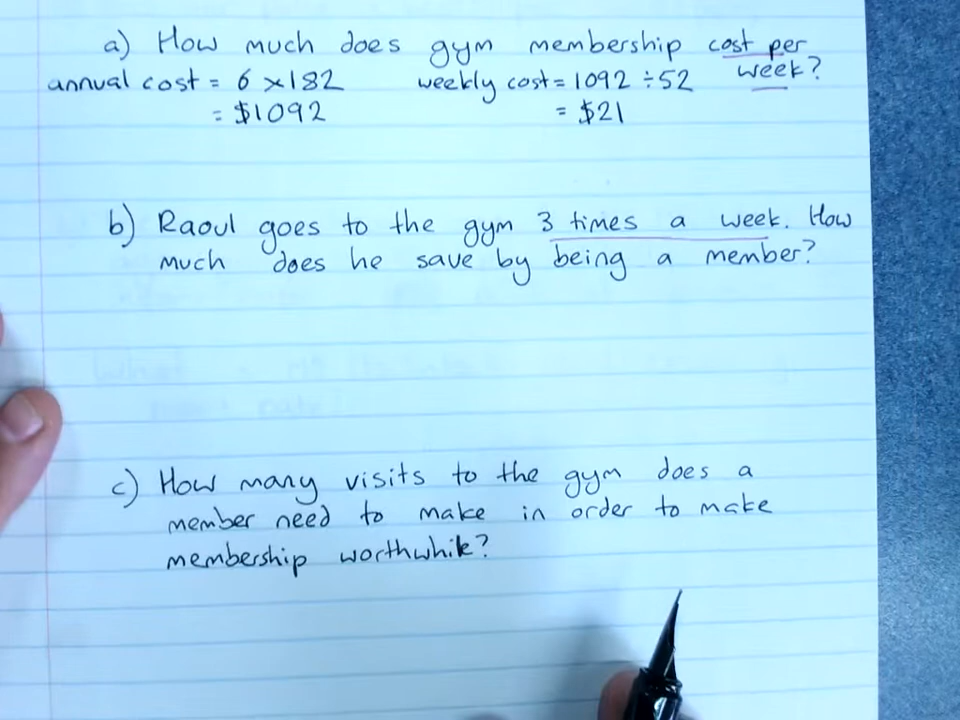 a) How much does gym membership cost per week?
annual cost = 6 × 182 weekly cost = 1092 ÷ 52
= $1092 = $21
b) Raoul goes to the gym 3 times a week. How
much does he save by being a member?
c) How many visits to the gym does a
member need to make in order to make
membership worthwhile?